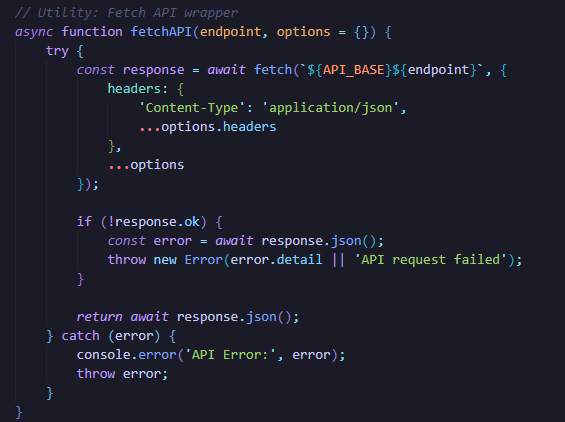 // Utility: Fetch API wrapper
async function fetchAPI(endpoint, options = {}) {
    try {
        const response = await fetch(`${API_BASE}${endpoint}`, {
            headers: {
                'Content-Type': 'application/json',
                ...options.headers
            },
            ...options
        });

        if (!response.ok) {
            const error = await response.json();
            throw new Error(error.detail || 'API request failed');
        }

        return await response.json();
    } catch (error) {
        console.error('API Error:', error);
        throw error;
    }
}